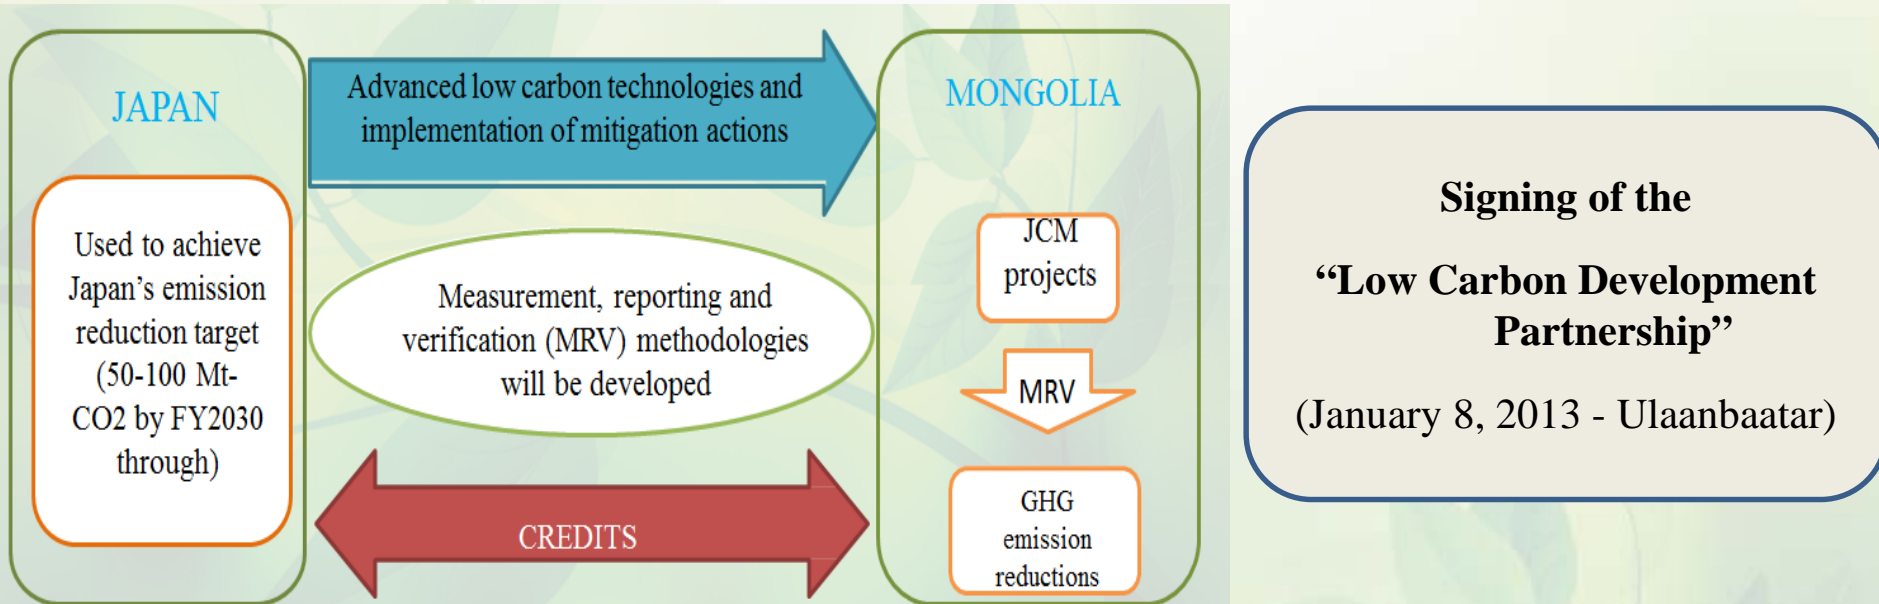 JAPAN
Used to achieve
Japan's emission
reduction target
(50-100 Mt-
CO2 by FY2030
through)
Advanced low carbon technologies and
implementation of mitigation actions
Measurement, reporting and
verification (MRV) methodologies
will be developed
CREDITS
MONGOLIA
JCM
projects
MRV
GHG
emission
reductions
Signing of the
“Low Carbon Development
Partnership”
(January 8, 2013 - Ulaanbaatar)